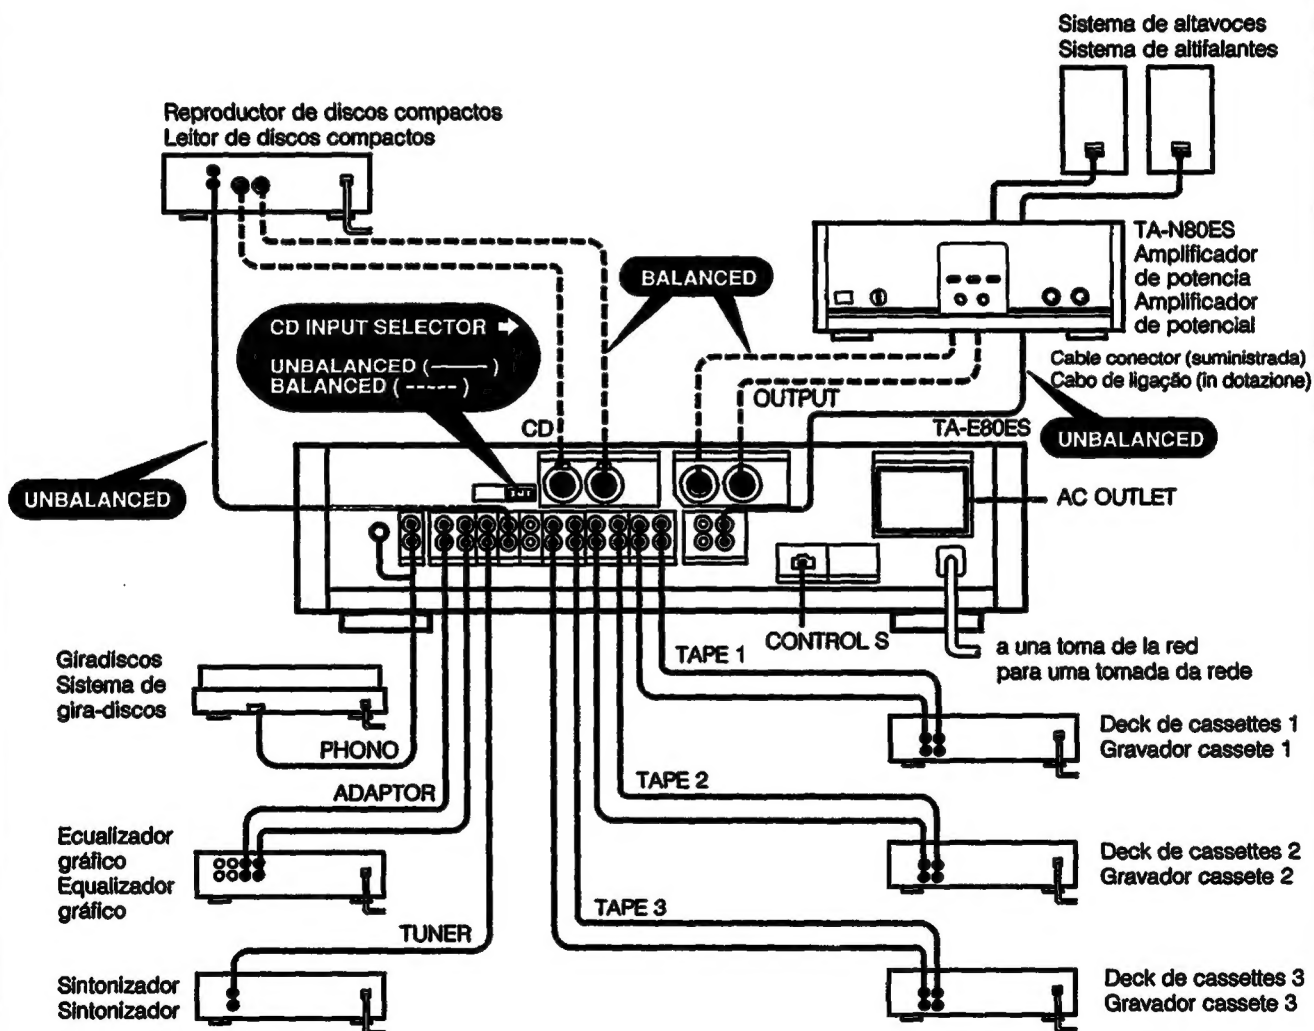 Sistema de altavoces
Sistema de altifalantes
Reproductor de discos compactos
Leitor de discos compactos
TA-N80ES
Amplificador
de potencia
Amplificador
de potencial
BALANCED
CD INPUT SELECTOR
UNBALANCED (———)
BALANCED (-----)
Cable conector (suministrada)
Cabo de ligação (in dotazione)
OUTPUT
CD
TA-E80ES
UNBALANCED
UNBALANCED
AC OUTLET
CONTROL S
a una toma de la red
para uma tomada da rede
TAPE 1
Giradiscos
Sistema de
gira-discos
PHONO
Deck de cassettes 1
Gravador cassete 1
ADAPTOR
TAPE 2
Ecualizador
gráfico
Equalizador
gráfico
Deck de cassettes 2
Gravador cassete 2
TUNER
TAPE 3
Sintonizador
Sintonizador
Deck de cassettes 3
Gravador cassete 3